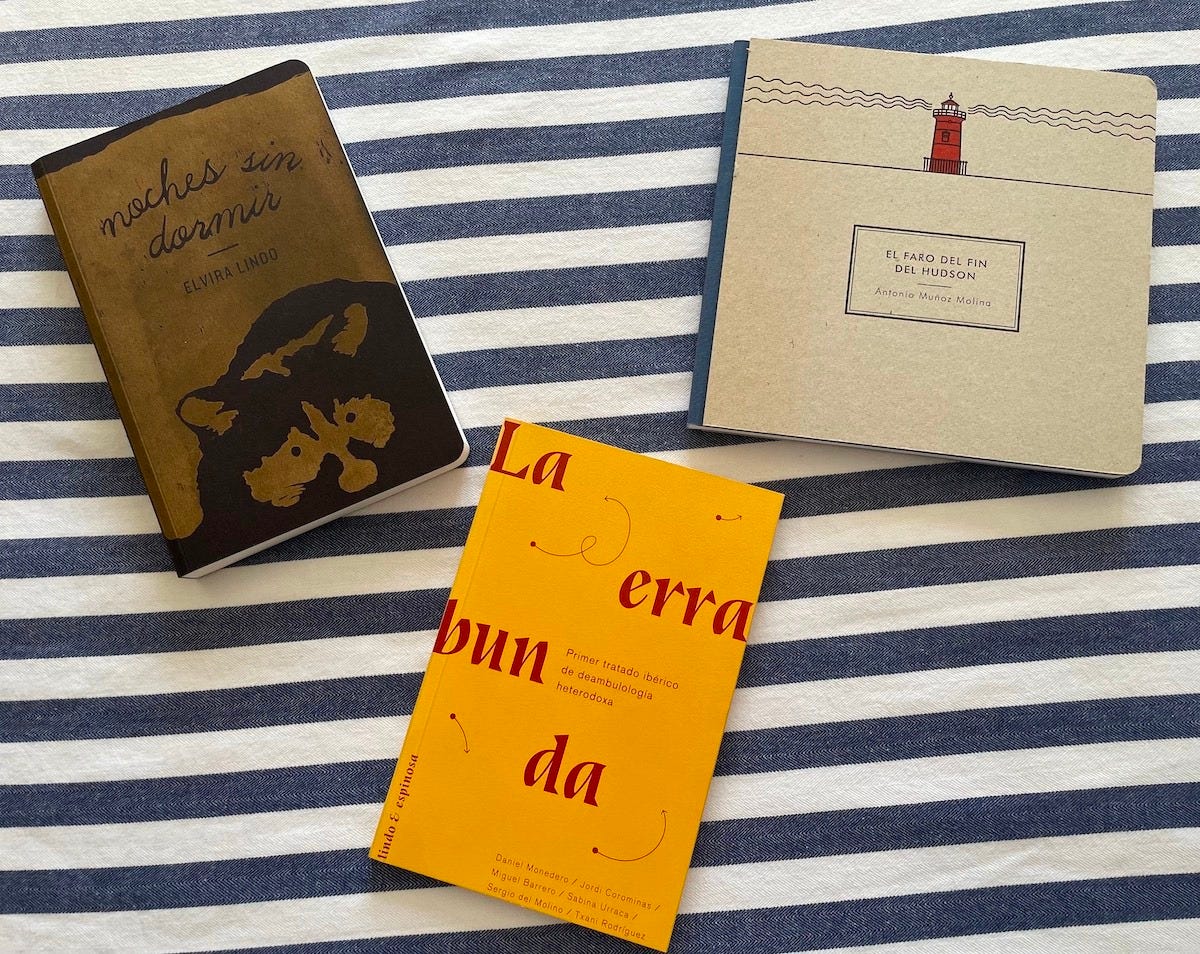 noches sin
dormir
ELVIRA LINDO
EL FARO DEL FIN
DEL HUDSON
Antonio Muñoz Molina
La
erra
bun
da
Primer tratado ibérico
de deambulología
heterodoxa
lindo & espinosa
Daniel Monedero / Jordi Corominas /
Miguel Barrero / Sabina Urraca /
Sergio del Molino / Txani Rodríguez